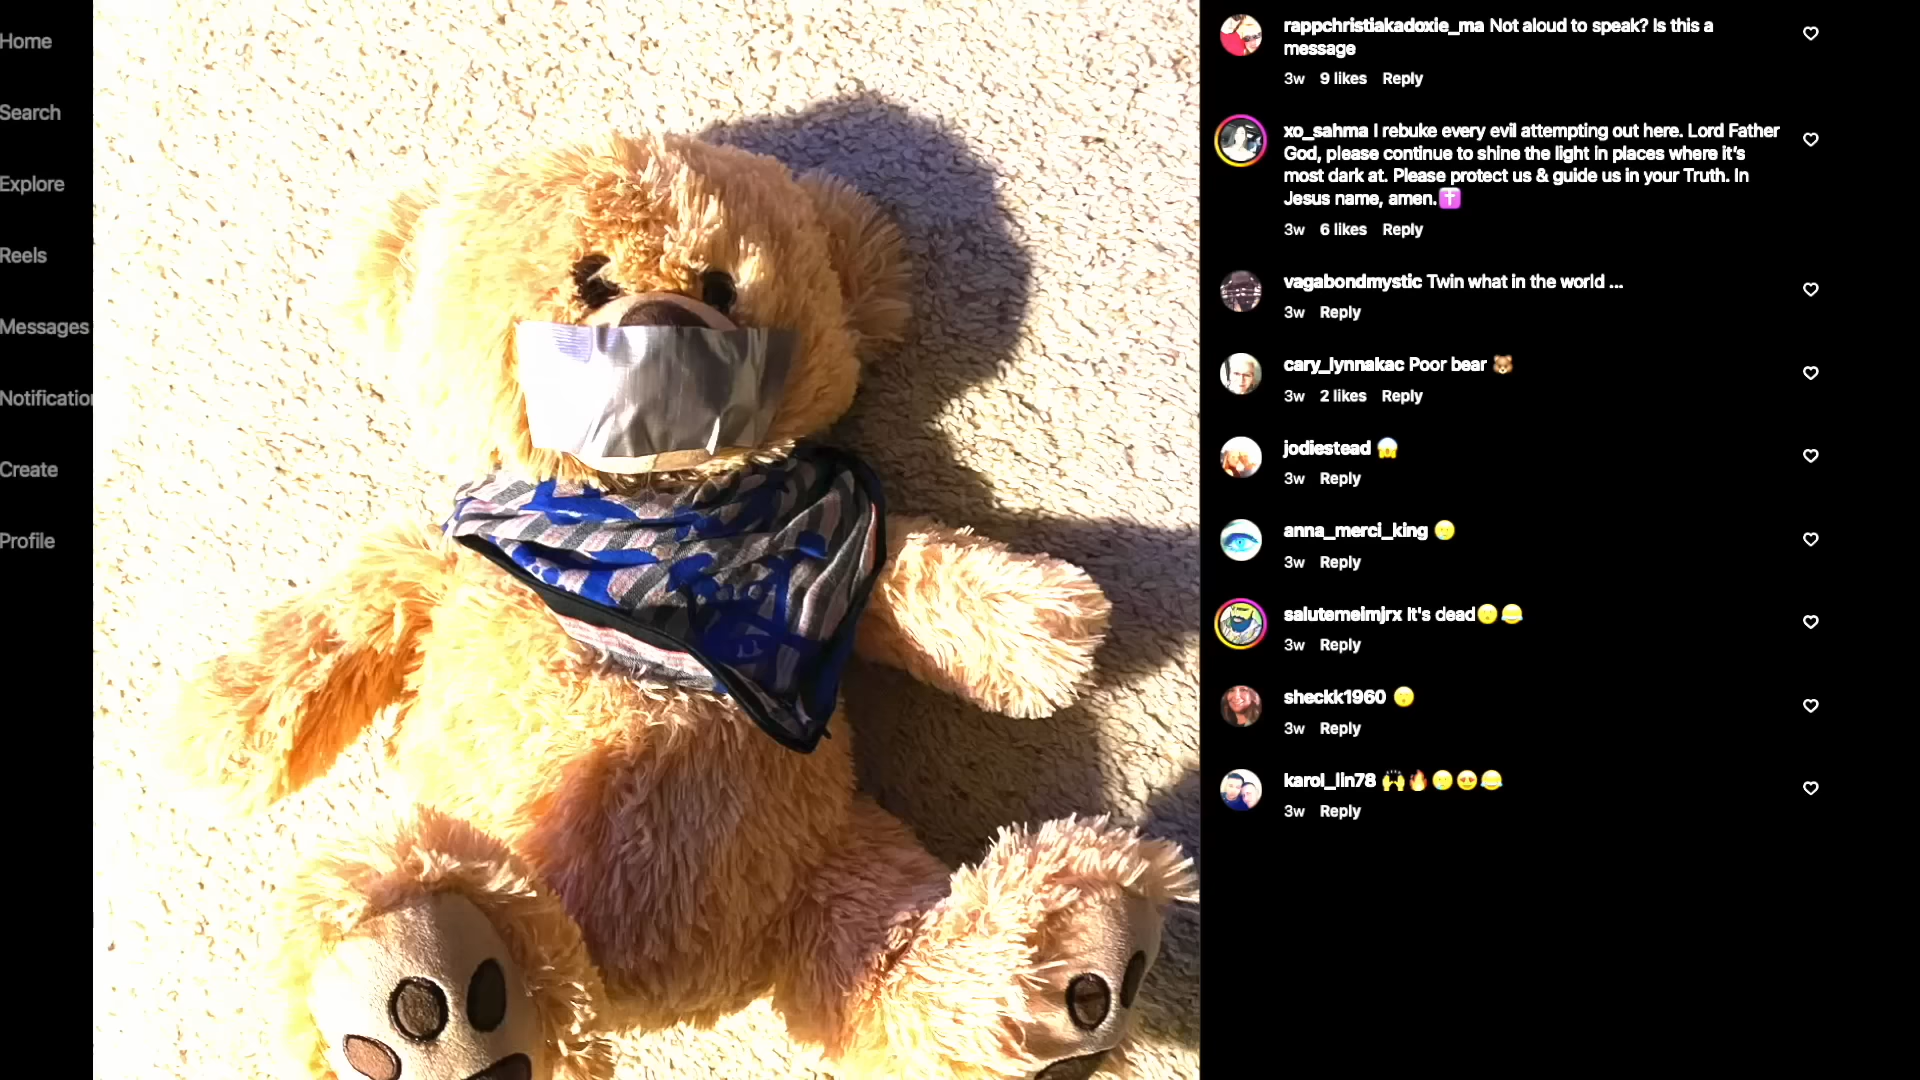 Home
Search
Explore
Reels
Messages
Notification
Create
Profile
rappchristiakadoxie_ma Not aloud to speak? Is this a
message
3w 9 likes Reply
xo_sahma I rebuke every evil attempting out here. Lord Father
God, please continue to shine the light in places where it's
most dark at. Please protect us & guide us in your Truth. In
Jesus name, amen.✝️
3w 6 likes Reply
vagabondmystic Twin what in the world ...
3w Reply
cary_lynnakac Poor bear 🐻
3w 2 likes Reply
jodiestead 😱
3w Reply
anna_merci_king 😢
3w Reply
salutemeimjrx It's dead😮😂
3w Reply
sheckk1960 😮
3w Reply
karol_lin78 🙌🔥😢😍😂
3w Reply